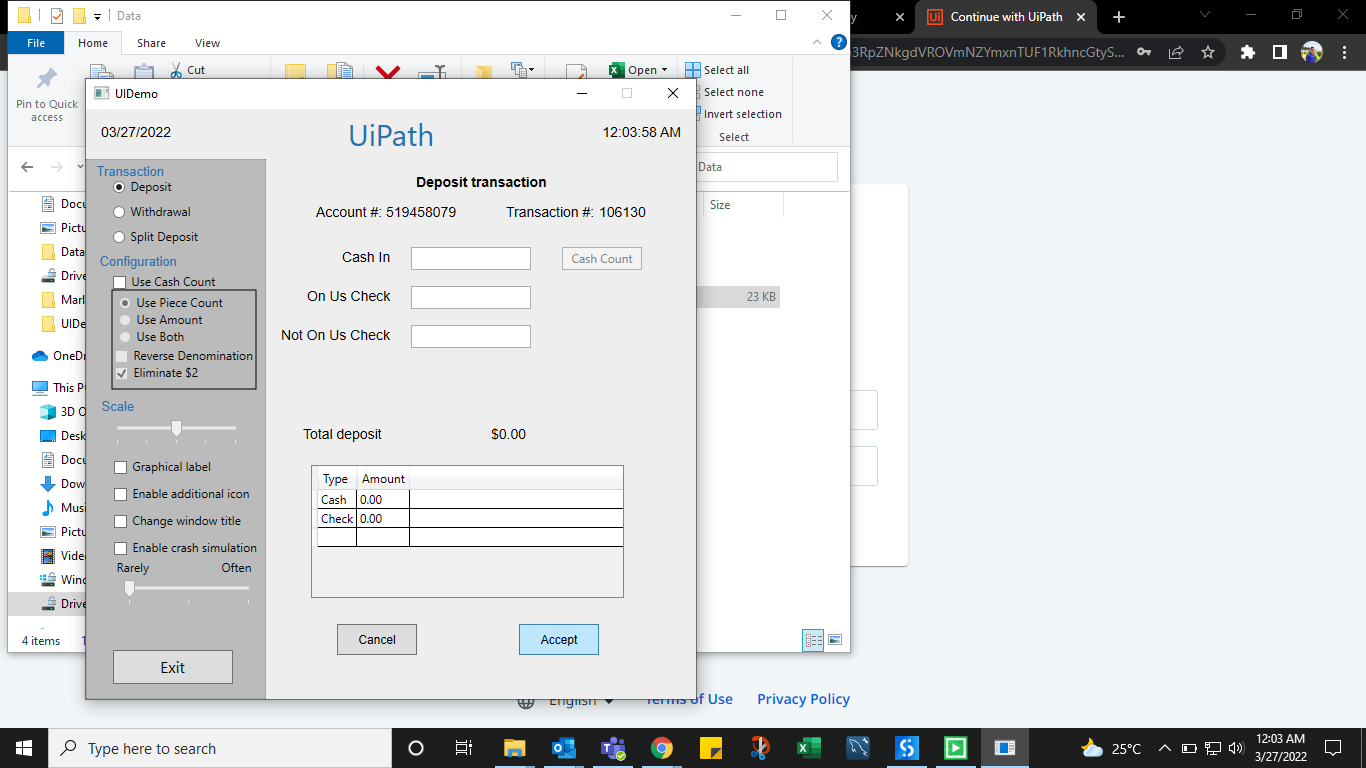 Data
y
Continue with UiPath
File
Home
Share
View
3RpZNkgdVROVmNZYmxnTUF1RkhncGtyS...
Cut
Open
Select all
Select none
Invert selection
Select
Pin to Quick
access
UIDemo
03/27/2022
UiPath
12:03:58 AM
Data
Size
23 KB
Docu
Pictu
Data
Drive
Marl
UIDe
OneDr
This P
3D O
Desk
Docu
Dow
Musi
Pictu
Vide
Wind
Drive
4 items
Transaction
Deposit
Withdrawal
Split Deposit
Configuration
Use Cash Count
Use Piece Count
Use Amount
Use Both
Reverse Denomination
Eliminate $2
Scale
Graphical label
Enable additional icon
Change window title
Enable crash simulation
Rarely
Often
Exit
Deposit transaction
Account #: 519458079
Transaction #: 106130
Cash In
Cash Count
On Us Check
Not On Us Check
Total deposit
$0.00
Type Amount
Cash 0.00
Check 0.00
Cancel
Accept
English
Terms of Use
Privacy Policy
Type here to search
25°C
12:03 AM
3/27/2022